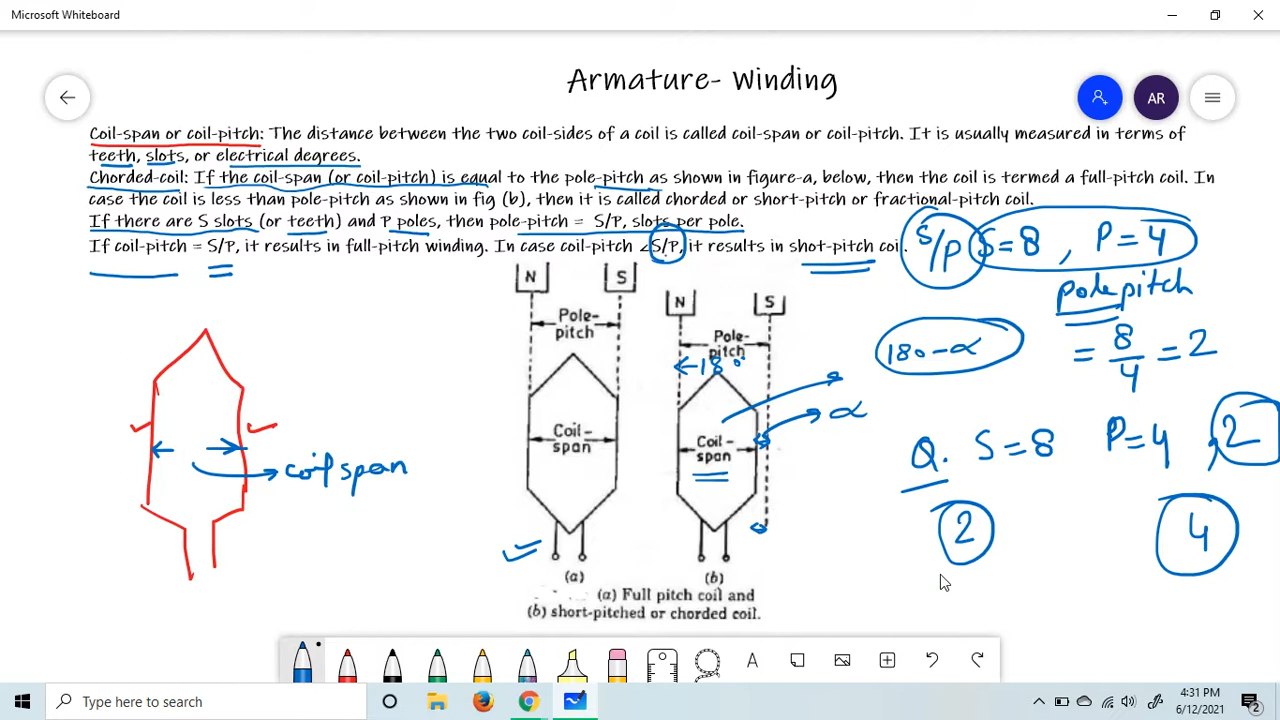 Microsoft Whiteboard
Armature- Winding
AR
Coil-span or coil-pitch: The distance between the two coil-sides of a coil is called coil-span or coil-pitch. It is usually measured in terms of
teeth, slots, or electrical degrees.
Chorded-coil: If the coil-span (or coil-pitch) is equal to the pole-pitch as shown in figure-a, below, then the coil is termed a full-pitch coil. In
case the coil is less than pole-pitch as shown in fig (b), then it is called chorded or short-pitch or fractional-pitch coil.
If there are S slots (or teeth) and P poles, then pole-pitch = S/P, slots per pole.
If coil-pitch = S/P, it results in full-pitch winding. In case coil-pitch ∠S/P, it results in shot-pitch coil.
S/P S=8 , P=4
pole pitch
= 8/4 = 2
180-α
N S
Pole-
pitch
Coil-
span
(a)
N S
Pole-
pitch
180°
α
Coil-
span
(b)
(a) Full pitch coil and
(b) short-pitched or chorded coil.
coil span
Q. S=8 P=4 , 2
2 4
A
Type here to search
4:31 PM
6/12/2021
2